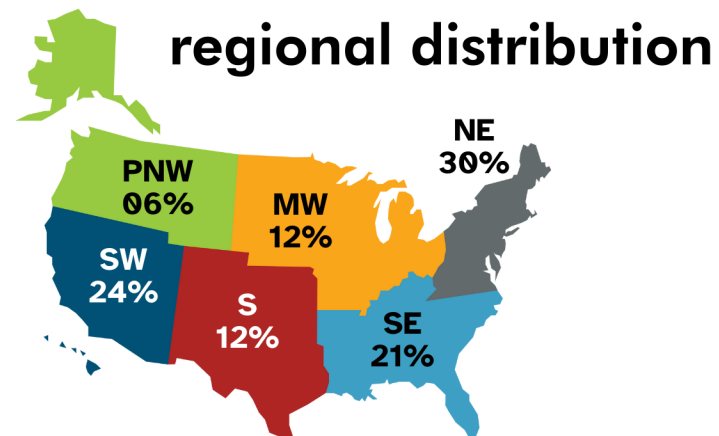 regional distribution
NE
30%
PNW
06%
MW
12%
SW
24%
S
12%
SE
21%